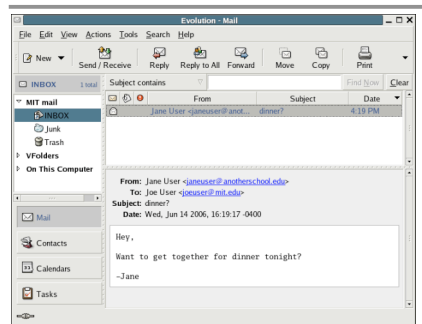 Evolution - Mail
File Edit View Actions Tools Search Help
New Send / Receive Reply Reply to All Forward Move Copy Print
INBOX 1 total Subject contains Find Now Clear
From Subject Date
MIT mail
INBOX
Junk
Trash
VFolders
On This Computer
Jane User <janeuser@anot... dinner? 4:19 PM
From: Jane User <janeuser@anotherschool.edu>
To: Joe User <joeuser@mit.edu>
Subject: dinner?
Date: Wed, Jun 14 2006, 16:19:17 -0400
Hey,
Want to get together for dinner tonight?
-Jane
Mail
Contacts
31 Calendars
Tasks